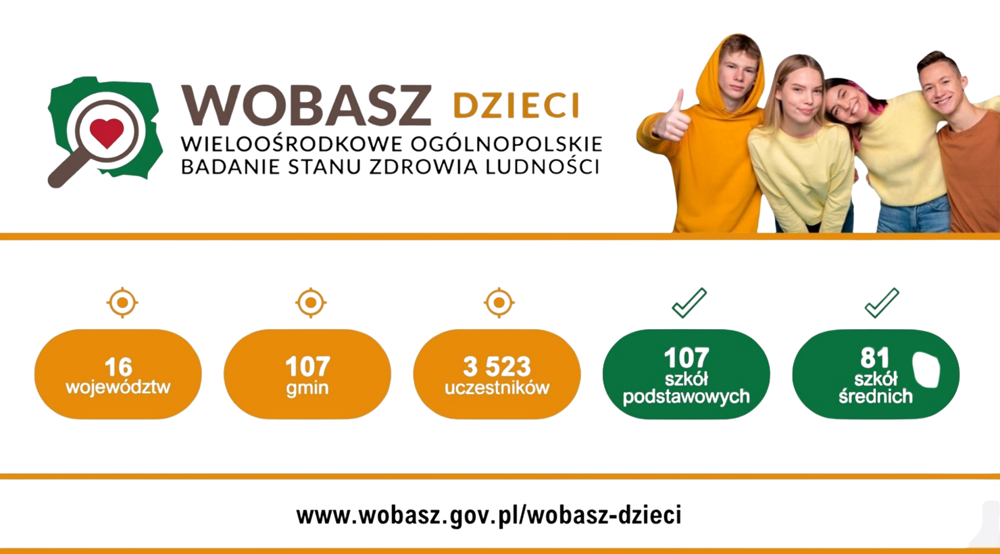 WOBASZ DZIECI
WIELOOŚRODKOWE OGÓLNOPOLSKIE
BADANIE STANU ZDROWIA LUDNOŚCI
16
województw
107
gmin
3 523
uczestników
107
szkół
podstawowych
81
szkół
średnich
www.wobasz.gov.pl/wobasz-dzieci